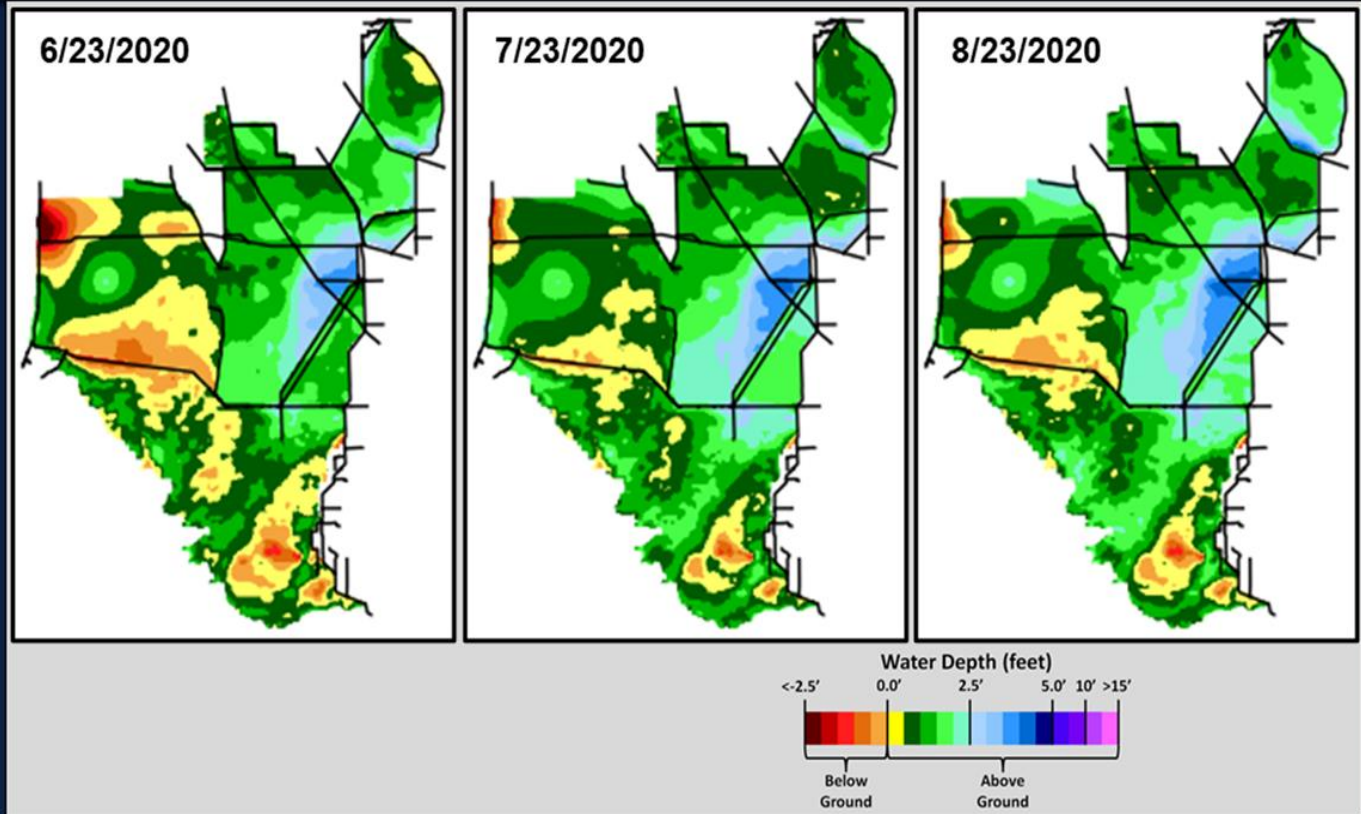 6/23/2020
7/23/2020
8/23/2020
Water Depth (feet)
<-2.5’ 0.0’ 2.5’ 5.0’ 10’ >15’
Below
Ground
Above
Ground